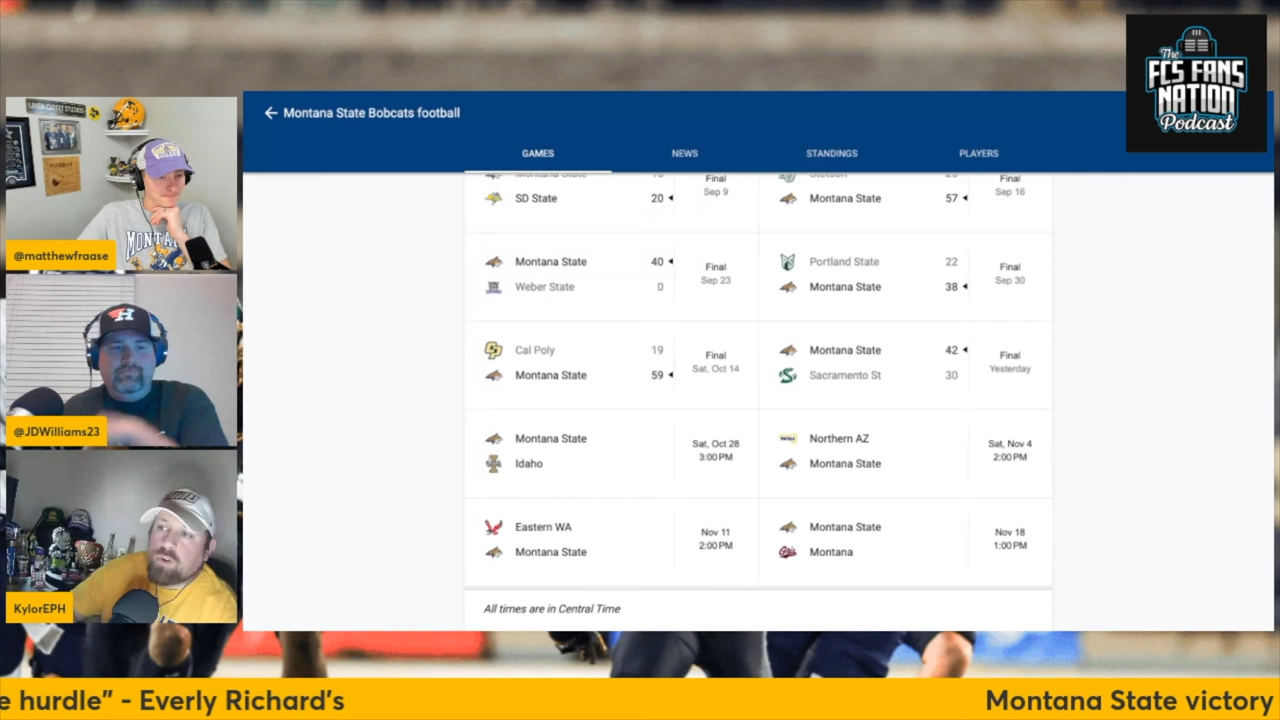 The
FCS FANS
NATION
Podcast
Montana State Bobcats football
GAMES
NEWS
STANDINGS
PLAYERS
Montana State
SD State 20
Final
Sep 9
Stetson
Montana State 57
Final
Sep 16
Montana State 40
Weber State 0
Final
Sep 23
Portland State 22
Montana State 38
Final
Sep 30
Cal Poly 19
Montana State 59
Final
Sat, Oct 14
Montana State 42
Sacramento St 30
Final
Yesterday
Montana State
Idaho
Sat, Oct 28
3:00 PM
Northern AZ
Montana State
Sat, Nov 4
2:00 PM
Eastern WA
Montana State
Nov 11
2:00 PM
Montana State
Montana
Nov 18
1:00 PM
All times are in Central Time
@matthewfraase
@JDWilliams23
KylorEPH
e hurdle" - Everly Richard's
Montana State victory